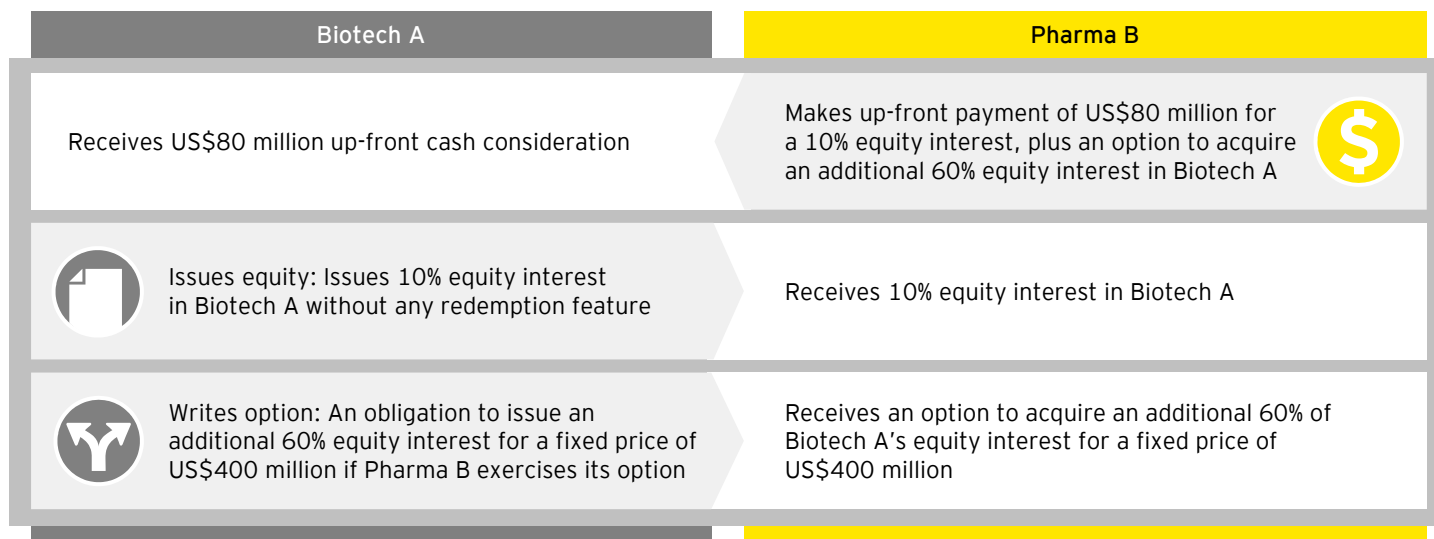 Biotech A
Pharma B
Receives US$80 million up-front cash consideration
Makes up-front payment of US$80 million for
a 10% equity interest, plus an option to acquire
an additional 60% equity interest in Biotech A
$
Issues equity: Issues 10% equity interest
in Biotech A without any redemption feature
Receives 10% equity interest in Biotech A
Writes option: An obligation to issue an
additional 60% equity interest for a fixed price of
US$400 million if Pharma B exercises its option
Receives an option to acquire an additional 60% of
Biotech A’s equity interest for a fixed price of
US$400 million